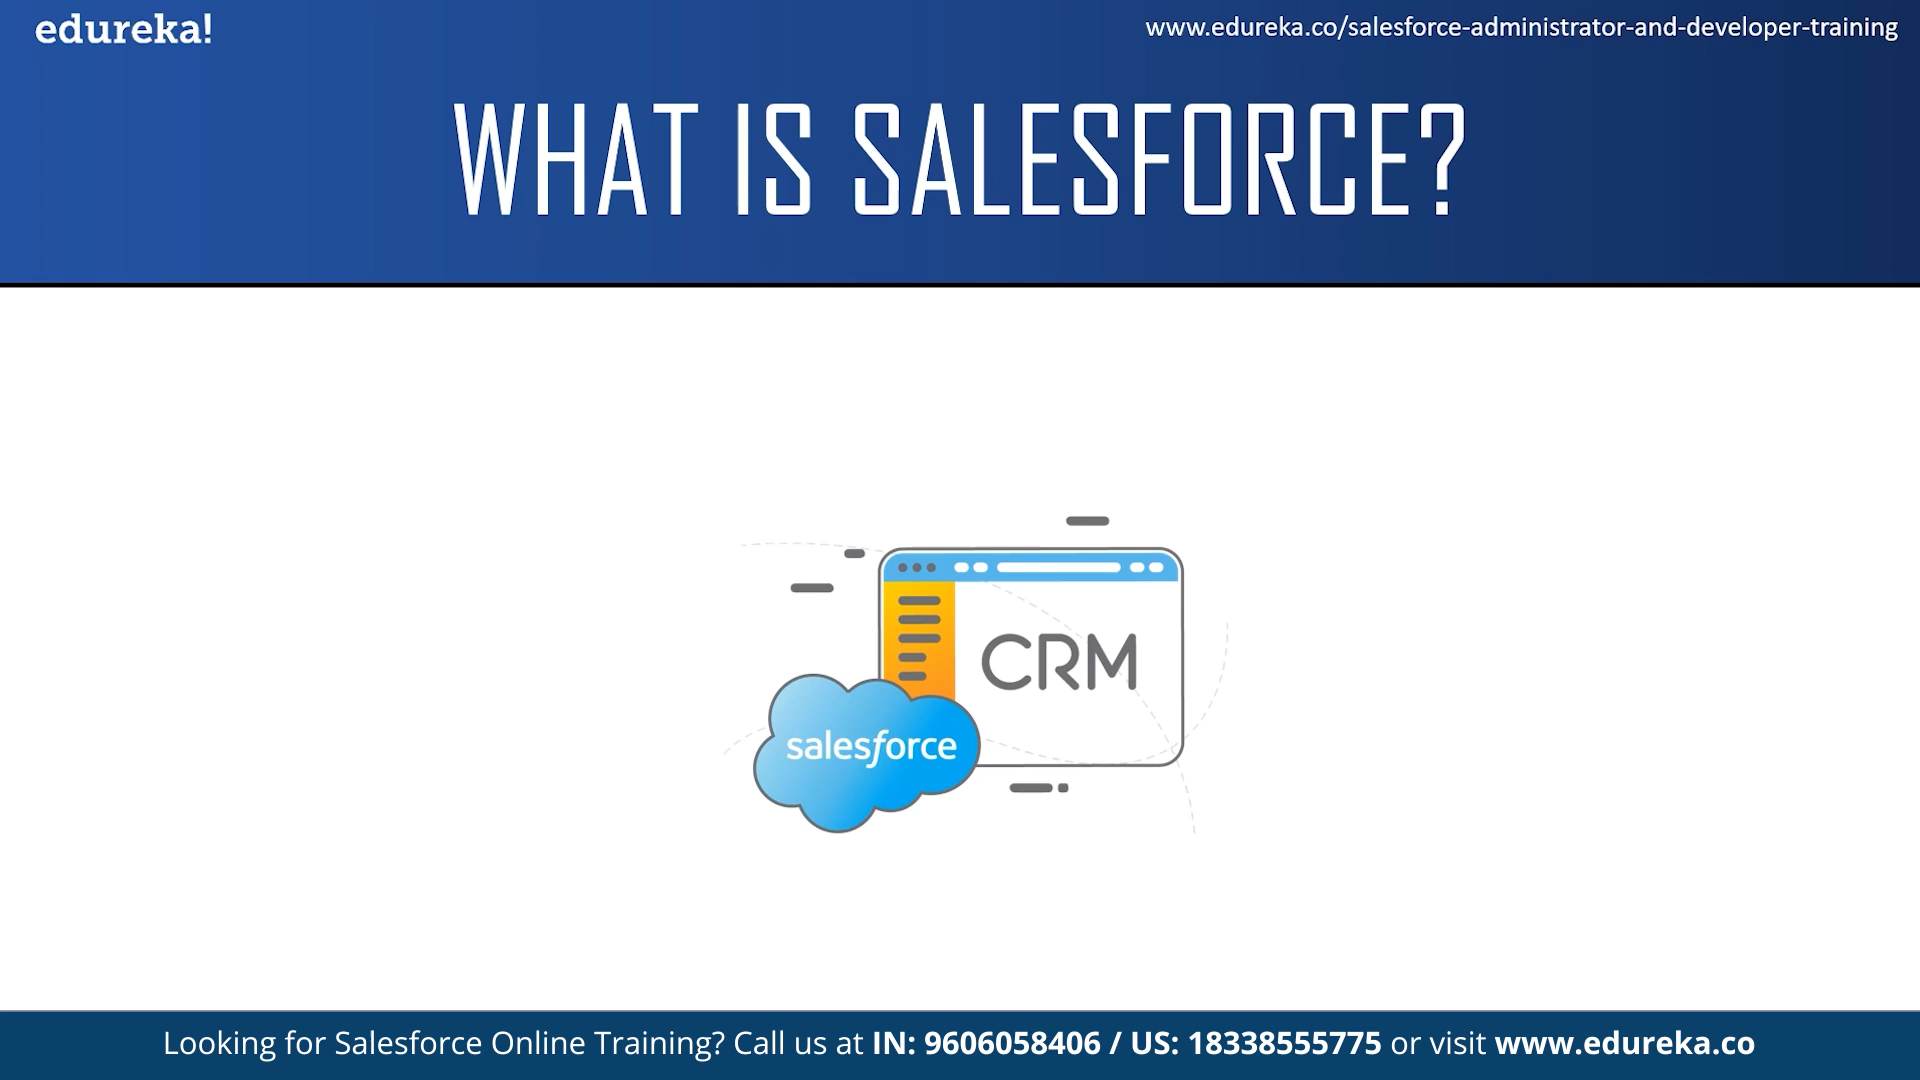 edureka!
www.edureka.co/salesforce-administrator-and-developer-training
WHAT IS SALESFORCE?
CRM
salesforce
Looking for Salesforce Online Training? Call us at IN: 9606058406 / US: 18338555775 or visit www.edureka.co